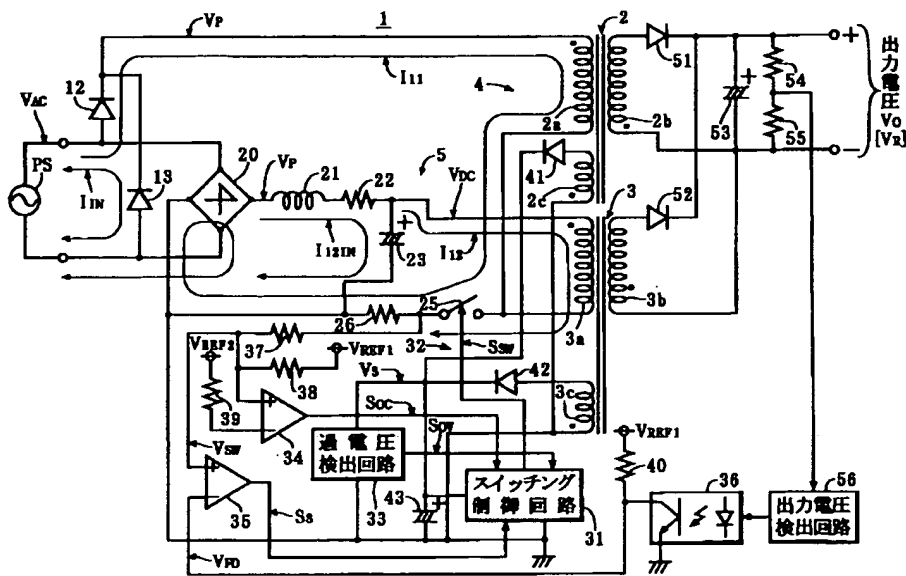 1
2
VP
I11
4
12
VAC
PS
IIN
13
20
VP
21
22
5
VDC
I12IN
23
I12
2a
2b
41
2c
3
51
52
53
54
55
+
−
出力電圧
VO
[VR]
3a
3b
25
26
32
SSW
37
VREF2
VREF1
38
39
VS
42
3c
SOC
SOV
34
VSW
過電圧
検出回路
33
43
スイッチング
制御回路
31
35
SS
VFD
VREF1
40
36
56
出力電圧
検出回路